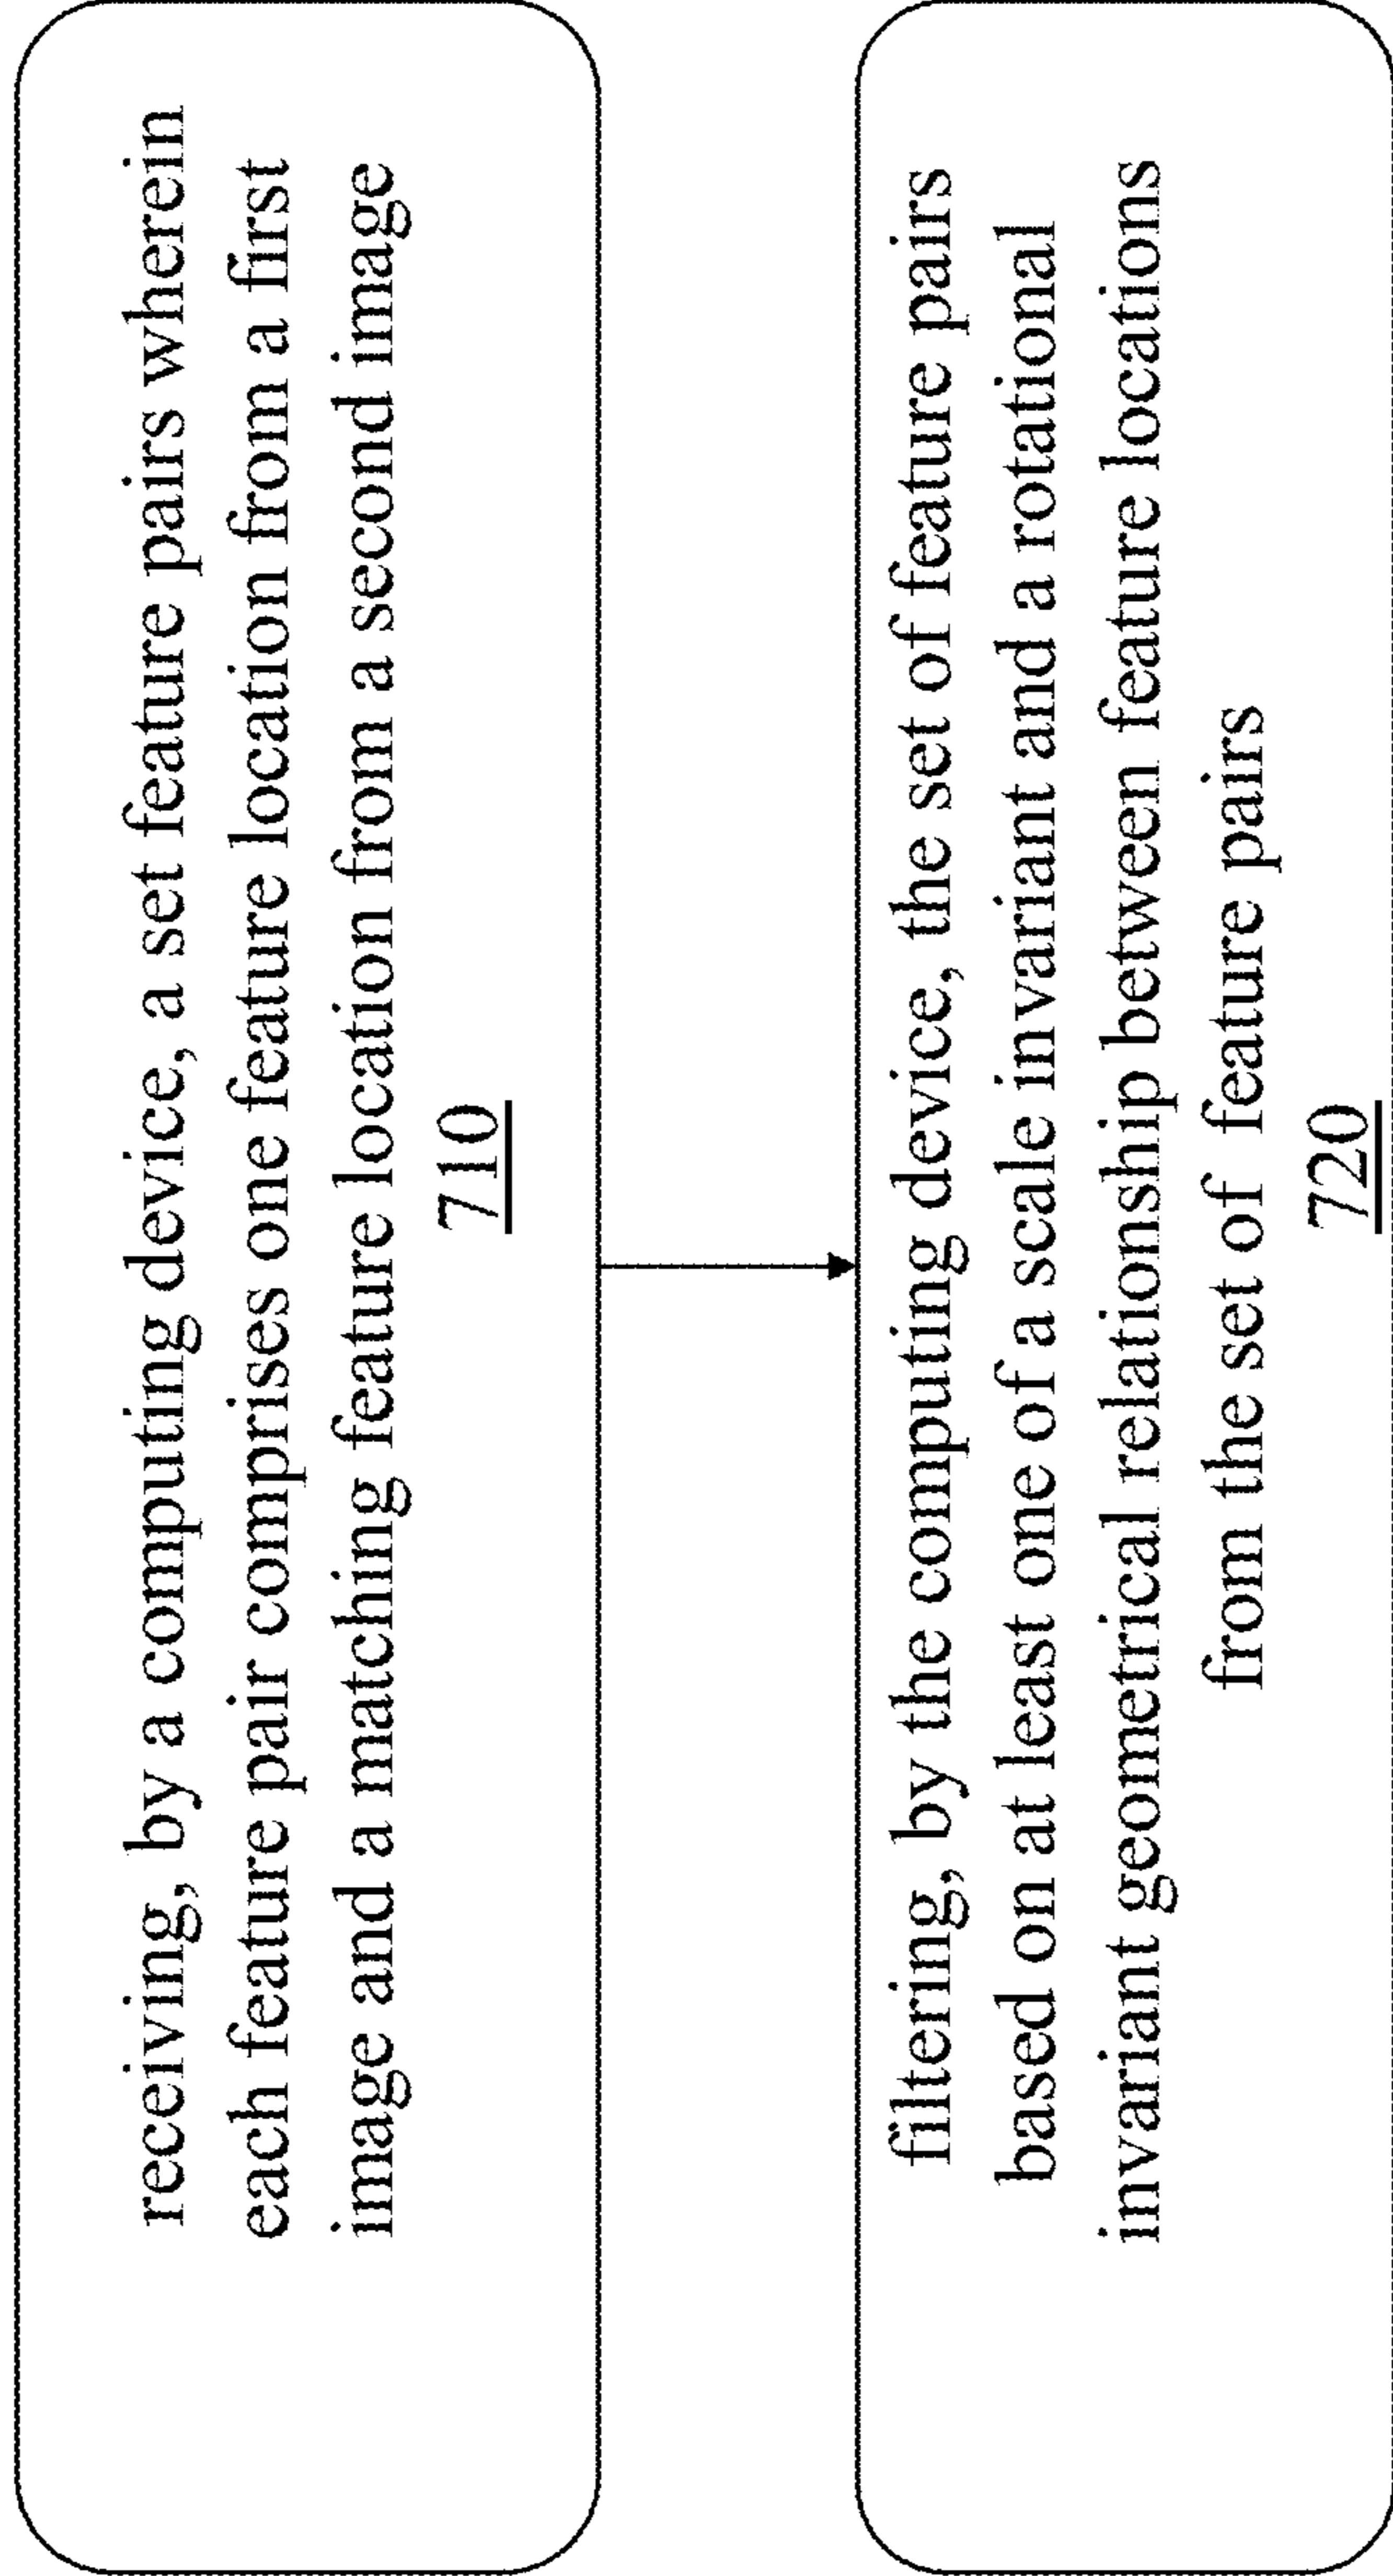 receiving, by a computing device, a set feature pairs wherein
each feature pair comprises one feature location from a first
image and a matching feature location from a second image
710
filtering, by the computing device, the set of feature pairs
based on at least one of a scale invariant and a rotational
invariant geometrical relationship between feature locations
from the set of feature pairs
720